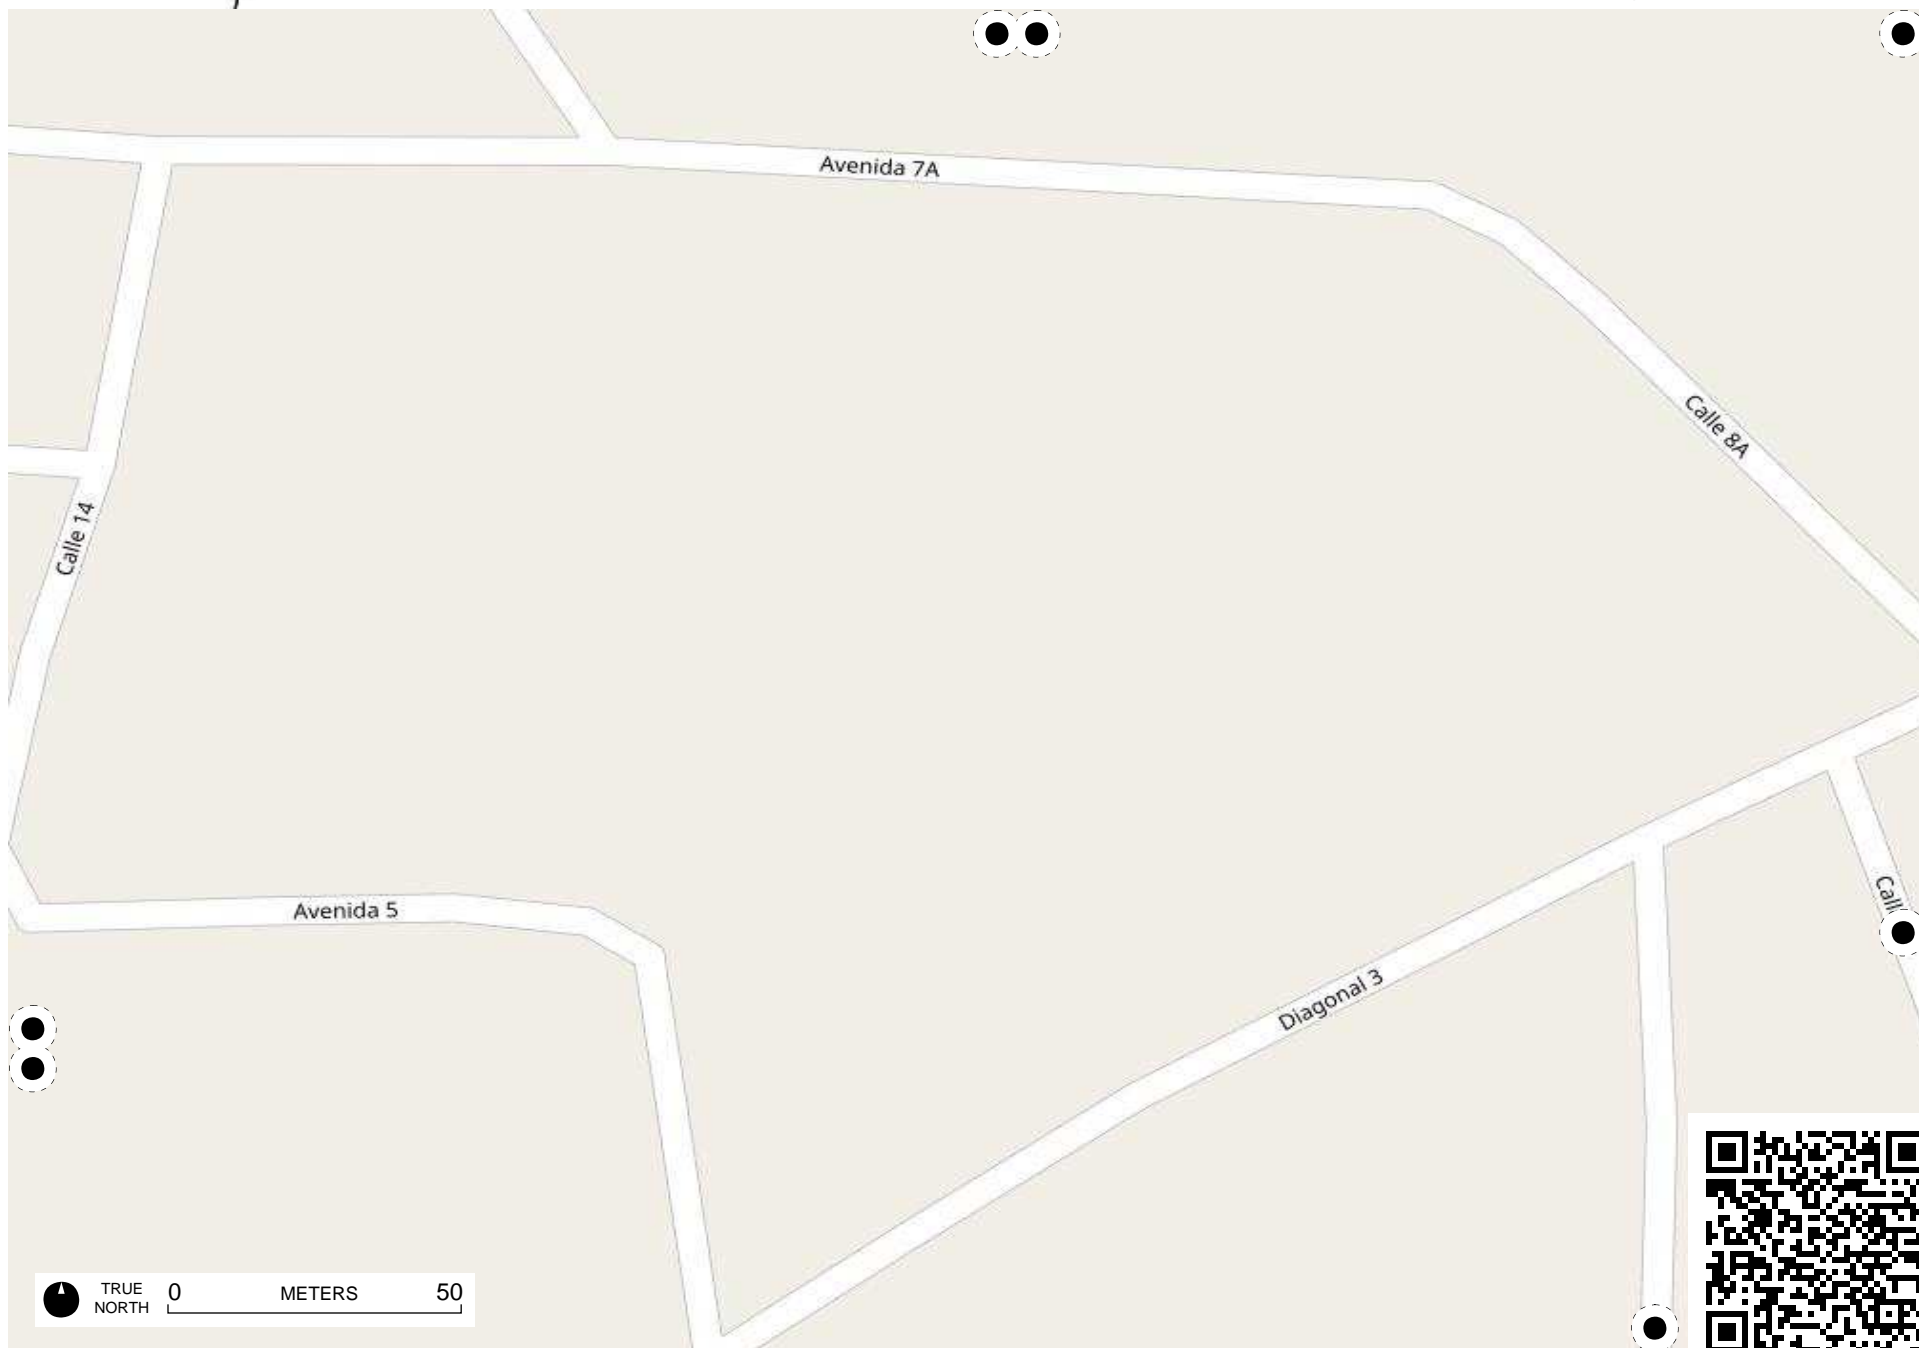 Avenida 7A
Calle 8A
Calle 14
Avenida 5
Diagonal 3
TRUE
NORTH
0 METERS 50